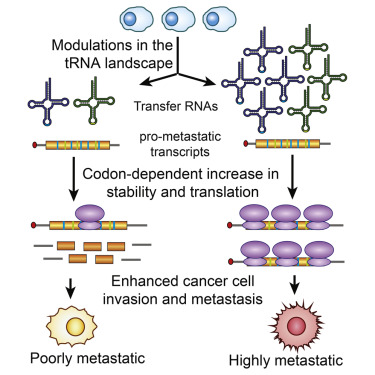 Modulations in the
tRNA landscape
Transfer RNAs
pro-metastatic
transcripts
Codon-dependent increase in
stability and translation
Enhanced cancer cell
invasion and metastasis
Poorly metastatic
Highly metastatic